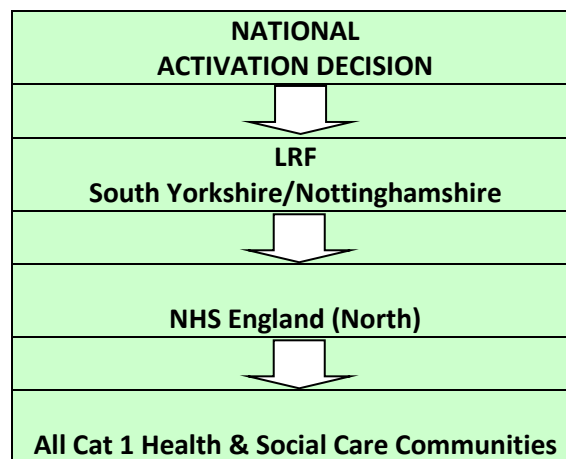 NATIONAL
ACTIVATION DECISION
LRF
South Yorkshire/Nottinghamshire
NHS England (North)
All Cat 1 Health & Social Care Communities